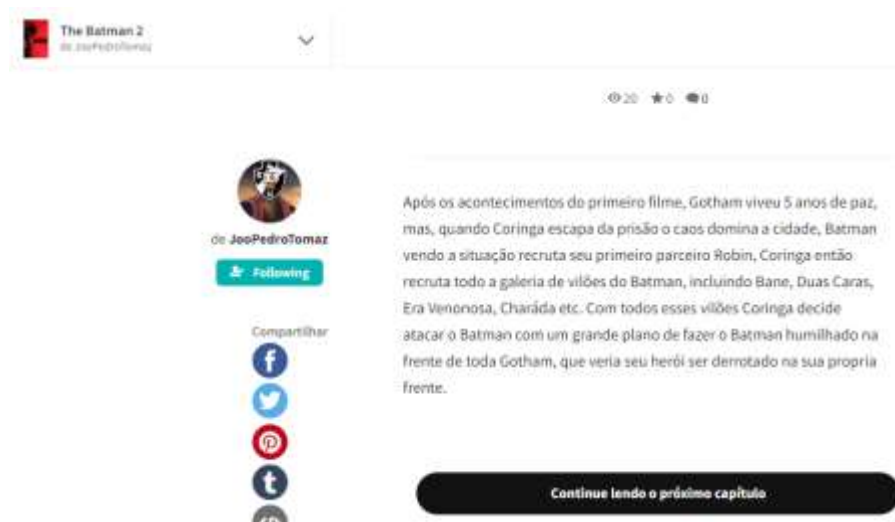 The Batman 2
de JooPedroTomaz
20 0 0
de JooPedroTomaz
Following
Compartilhar
Após os acontecimentos do primeiro filme, Gotham viveu 5 anos de paz,
mas, quando Coringa escapa da prisão o caos domina a cidade, Batman
vendo a situação recruta seu primeiro parceiro Robin, Coringa então
recruta todo a galeria de vilões do Batman, incluindo Bane, Duas Caras,
Era Venonosa, Charáda etc. Com todos esses vilões Coringa decide
atacar o Batman com um grande plano de fazer o Batman humilhado na
frente de toda Gotham, que veria seu herói ser derrotado na sua propria
frente.
Continue lendo o próximo capítulo